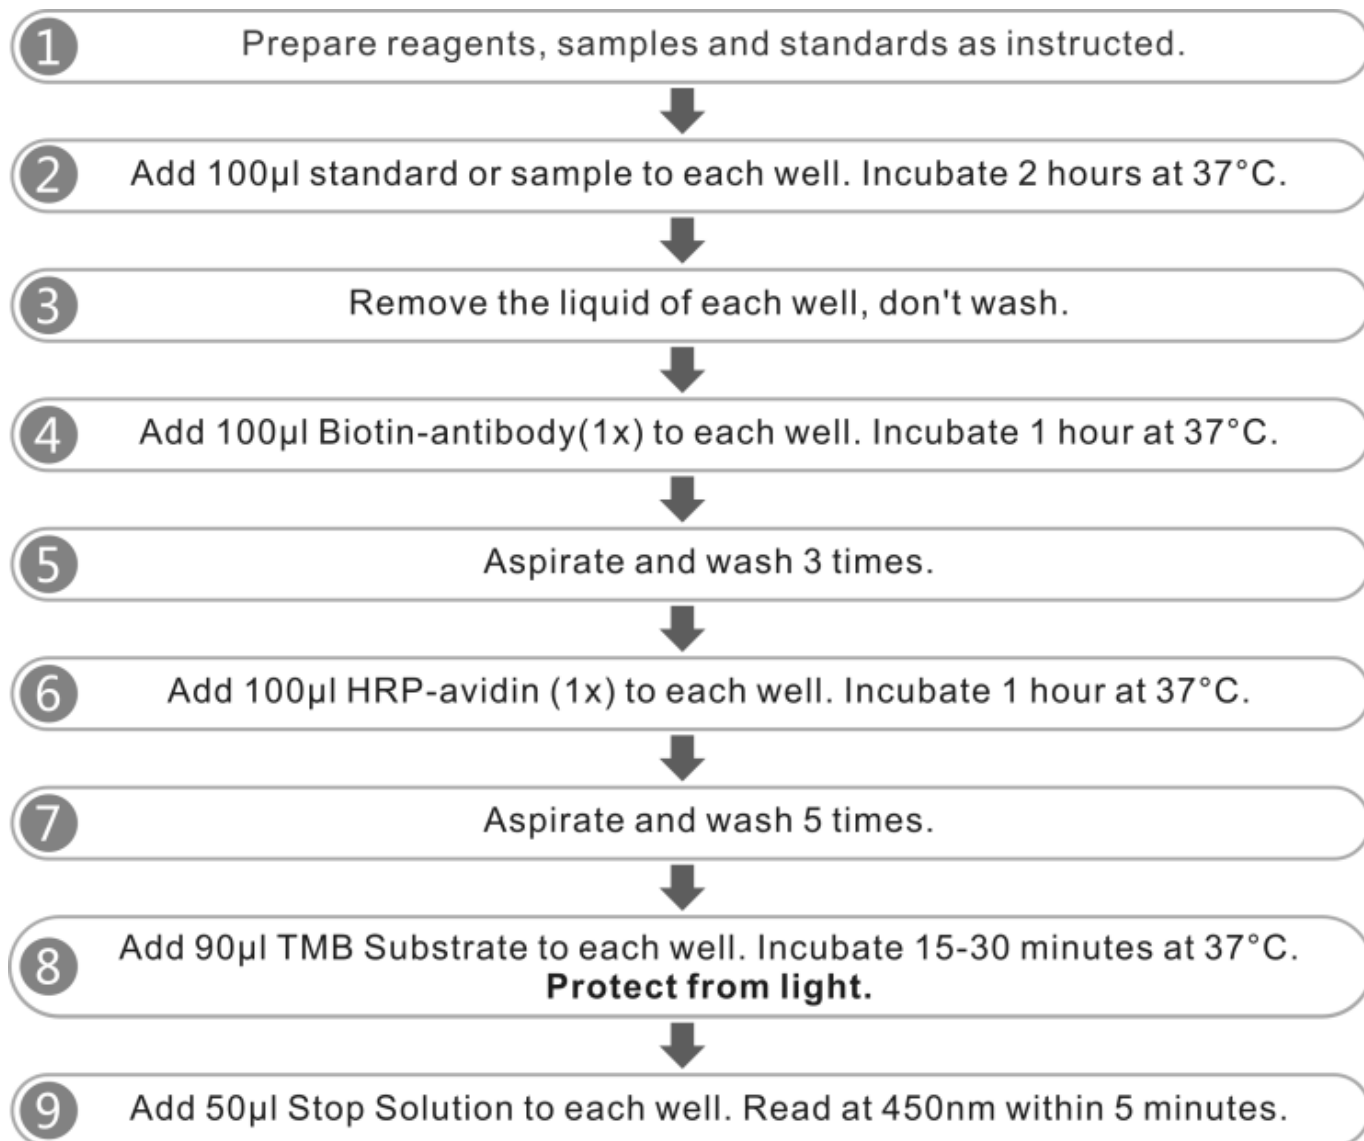 1 Prepare reagents, samples and standards as instructed.
2 Add 100μl standard or sample to each well. Incubate 2 hours at 37°C.
3 Remove the liquid of each well, don't wash.
4 Add 100μl Biotin-antibody(1x) to each well. Incubate 1 hour at 37°C.
5 Aspirate and wash 3 times.
6 Add 100μl HRP-avidin (1x) to each well. Incubate 1 hour at 37°C.
7 Aspirate and wash 5 times.
8 Add 90μl TMB Substrate to each well. Incubate 15-30 minutes at 37°C.
Protect from light.
9 Add 50μl Stop Solution to each well. Read at 450nm within 5 minutes.